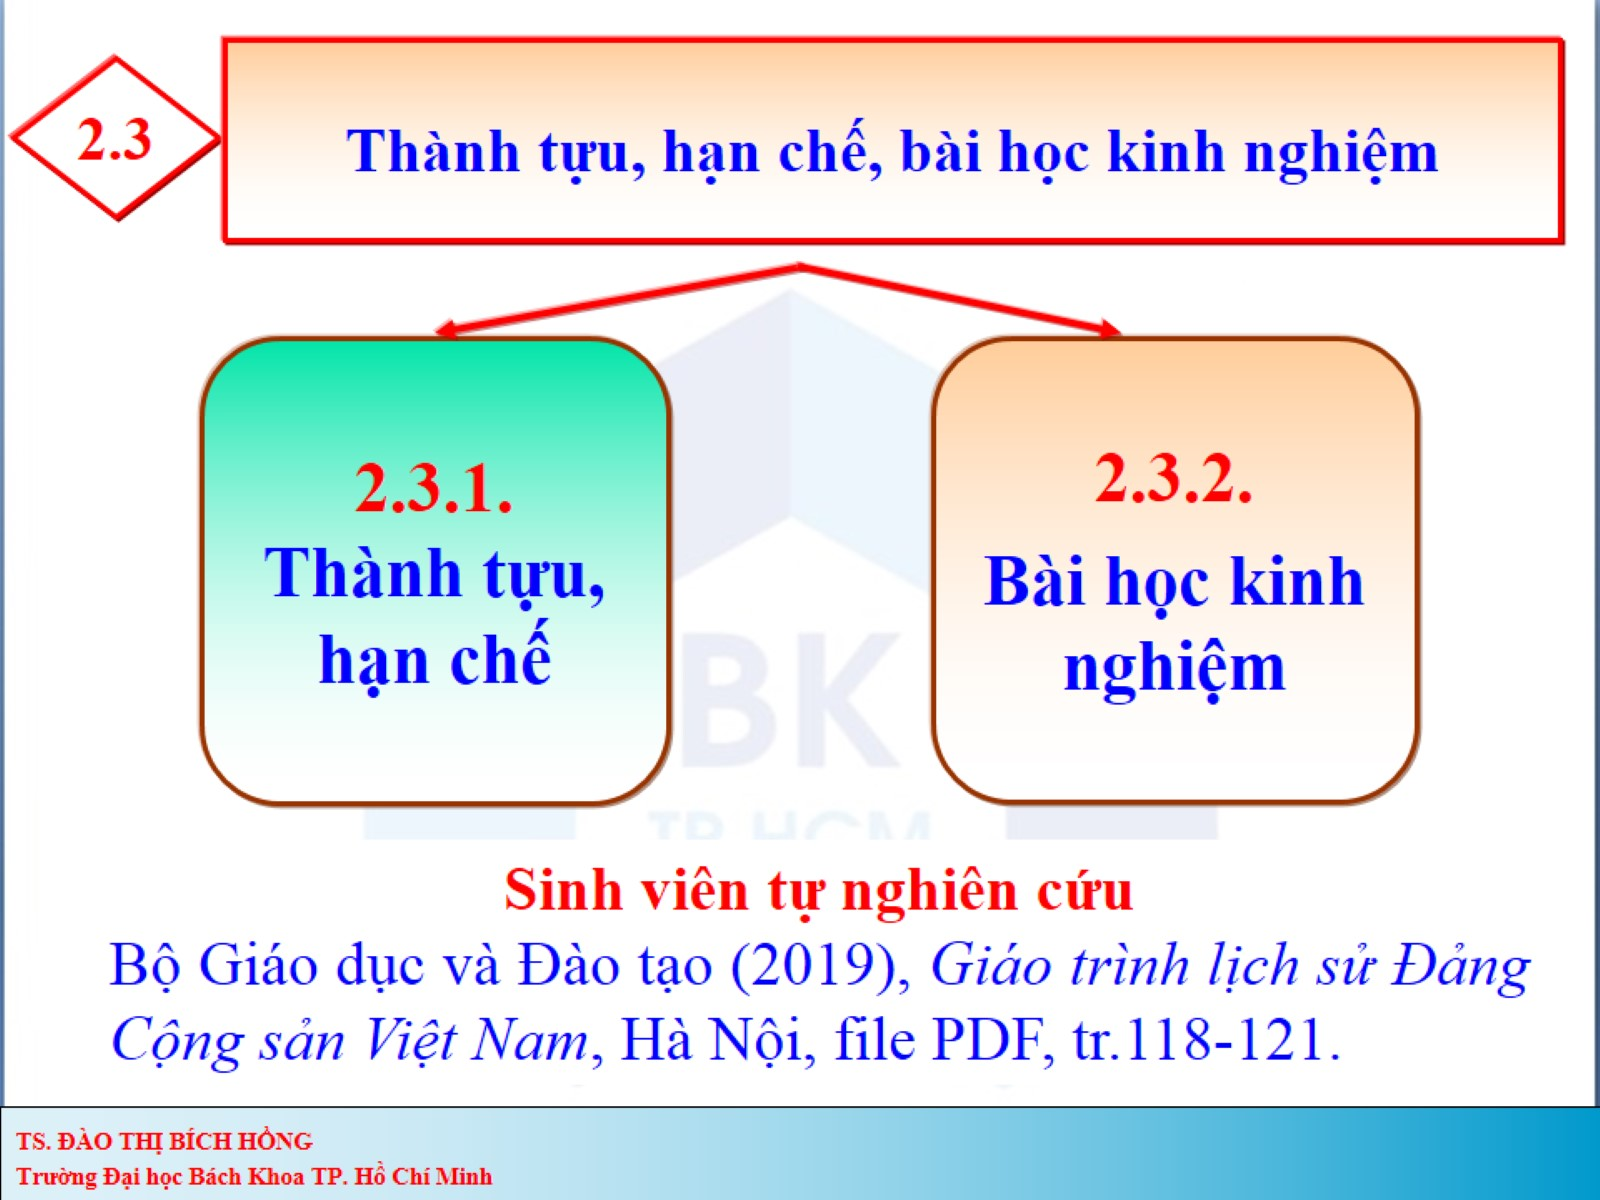 2.3
Thành tựu, hạn chế, bài học kinh nghiệm
2.3.1.
Thành tựu,
hạn chế
2.3.2.
Bài học kinh
nghiệm
BK
TP.HCM
Sinh viên tự nghiên cứu
Bộ Giáo dục và Đào tạo (2019), Giáo trình lịch sử Đảng
Cộng sản Việt Nam, Hà Nội, file PDF, tr.118-121.
TS. ĐÀO THỊ BÍCH HỒNG
Trường Đại học Bách Khoa TP. Hồ Chí Minh